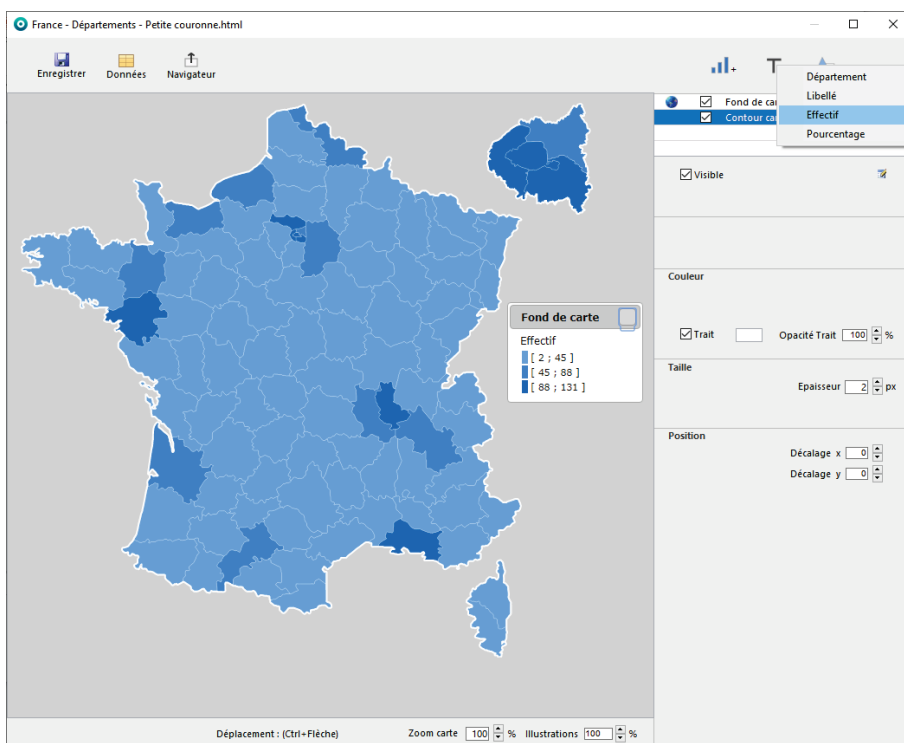 France - Départements - Petite couronne.html
Enregistrer
Données
Navigateur
T
Département
Libellé
Effectif
Pourcentage
Fond de car
Contour car
Visible
Couleur
Trait
Opacité Trait 100 %
Taille
Epaisseur 2 px
Position
Décalage x 0
Décalage y 0
Fond de carte
Effectif
[ 2 ; 45 ]
[ 45 ; 88 ]
[ 88 ; 131 ]
Déplacement : (Ctrl+Flèche) Zoom carte 100 % Illustrations 100 %